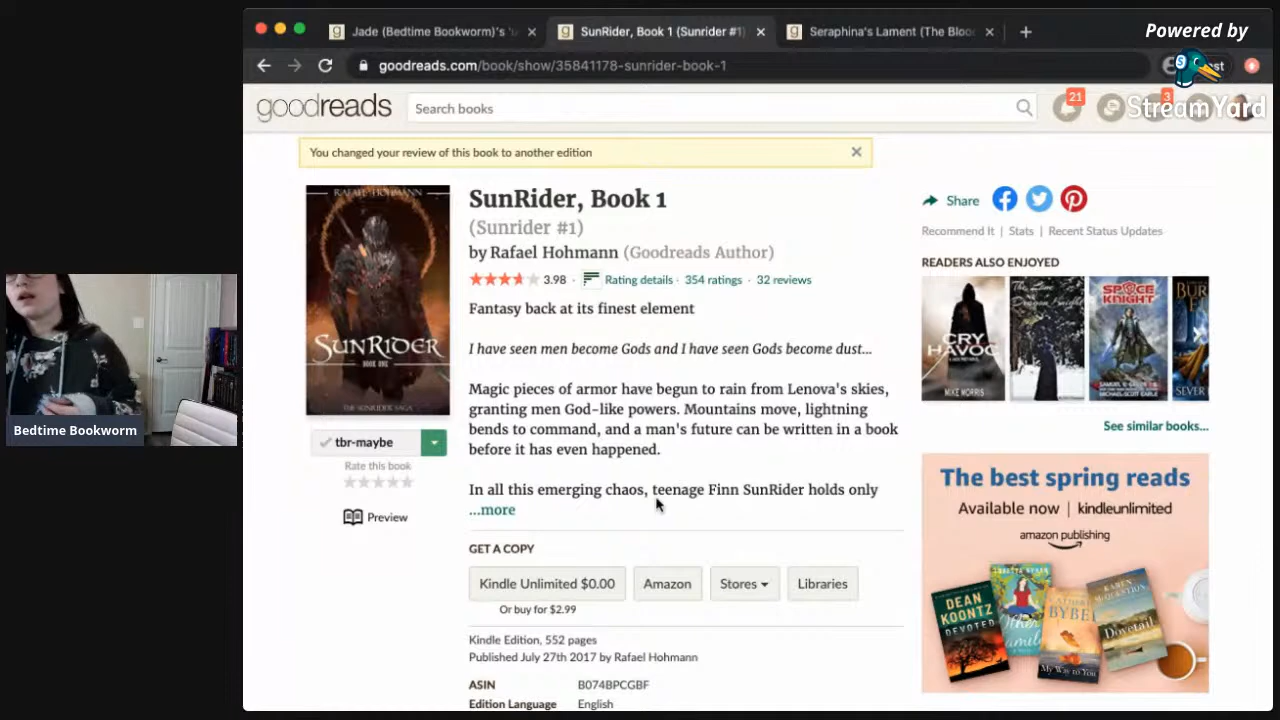 Powered by
StreamYard
Jade (Bedtime Bookworm)'s
SunRider, Book 1 (Sunrider #1)
Seraphina's Lament (The Bloo
goodreads.com/book/show/35841178-sunrider-book-1
goodreads
Search books
21
3
You changed your review of this book to another edition
RAFAEL HOHMANN
SUNRIDER
BOOK ONE
THE SUNRIDER SAGA
tbr-maybe
Rate this book
Preview
SunRider, Book 1
(Sunrider #1)
by Rafael Hohmann (Goodreads Author)
3.98 · Rating details · 354 ratings · 32 reviews
Fantasy back at its finest element
I have seen men become Gods and I have seen Gods become dust...
Magic pieces of armor have begun to rain from Lenova's skies,
granting men God-like powers. Mountains move, lightning
bends to command, and a man's future can be written in a book
before it has even happened.
In all this emerging chaos, teenage Finn SunRider holds only
...more
GET A COPY
Kindle Unlimited $0.00
Amazon
Stores
Libraries
Or buy for $2.99
Kindle Edition, 552 pages
Published July 27th 2017 by Rafael Hohmann
ASIN B074BPCGBF
Edition Language English
Share
Recommend It | Stats | Recent Status Updates
READERS ALSO ENJOYED
CRY HAVOC
MIKE MORRIS
SPACE KNIGHT
See similar books...
The best spring reads
Available now | kindleunlimited
amazon publishing
DEAN KOONTZ
DEVOTED
My Way to You
Dovetail
Bedtime Bookworm